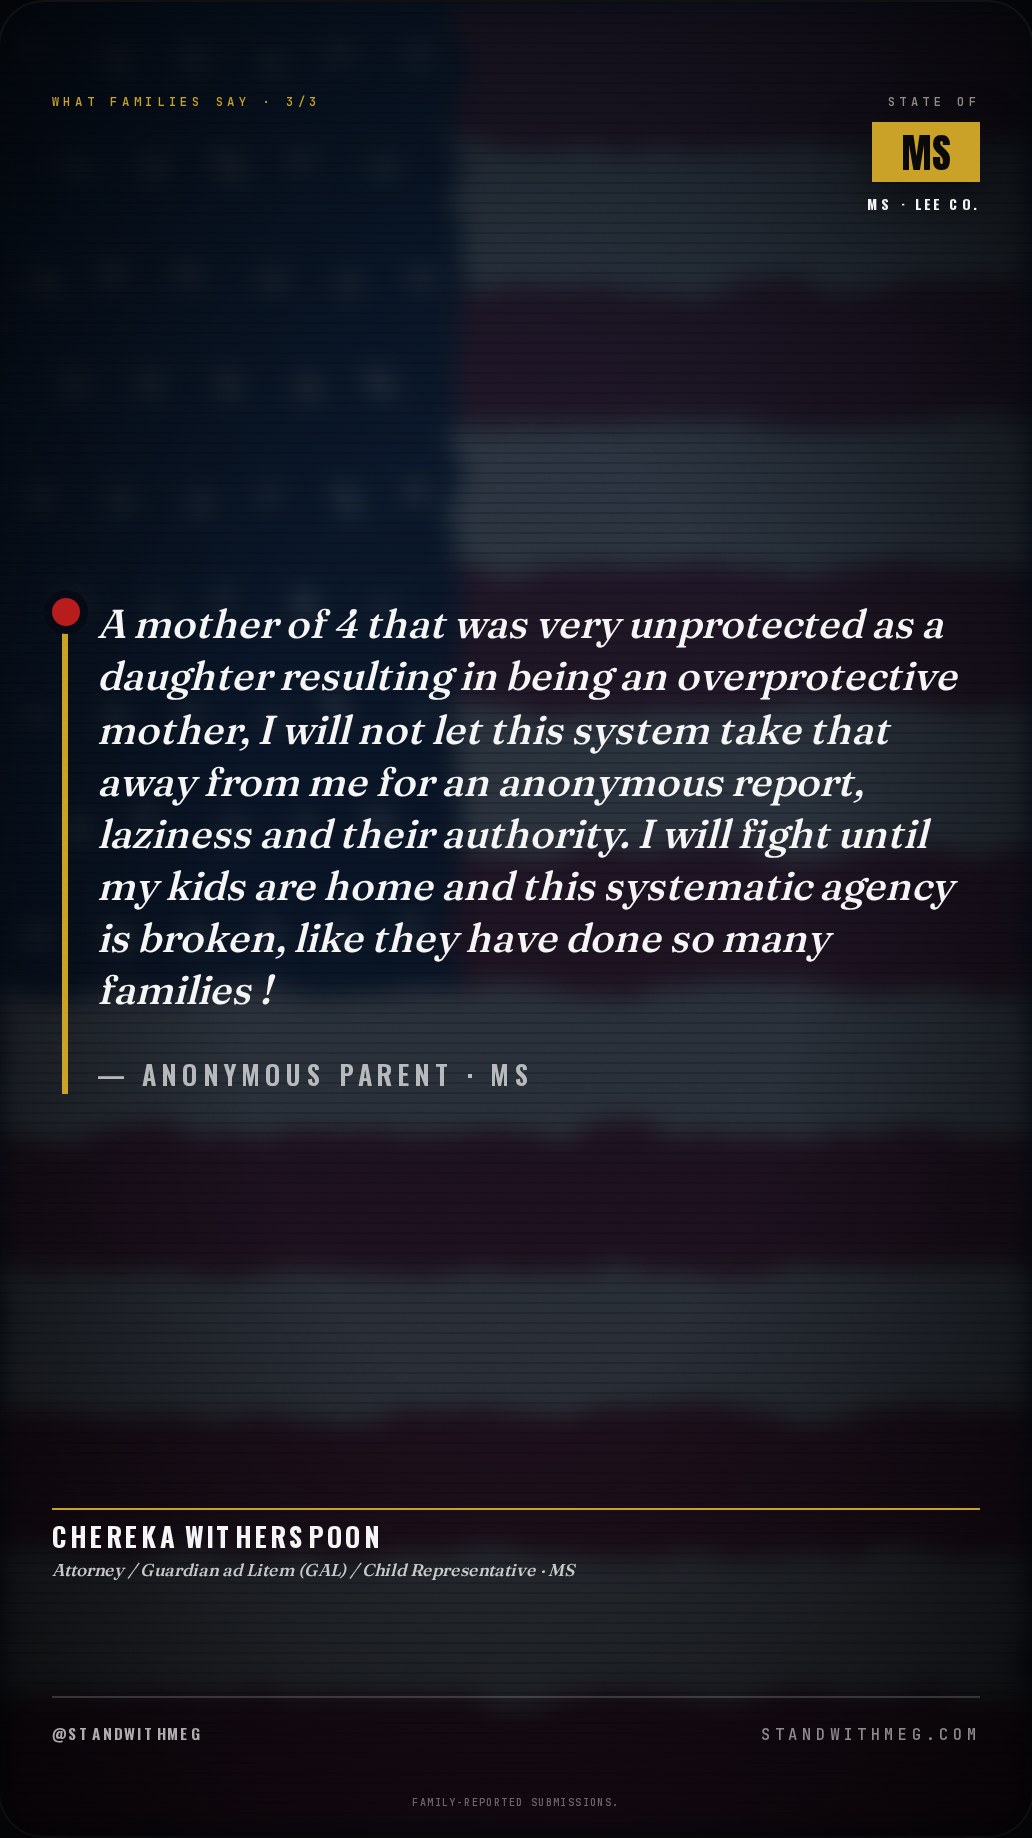 WHAT FAMILIES SAY · 3/3
STATE OF
MS
MS · LEE CO.
A mother of 4 that was very unprotected as a
daughter resulting in being an overprotective
mother, I will not let this system take that
away from me for an anonymous report,
laziness and their authority. I will fight until
my kids are home and this systematic agency
is broken, like they have done so many
families !
— ANONYMOUS PARENT · MS
CHEREKA WITHERSPOON
Attorney / Guardian ad Litem (GAL) / Child Representative · MS
@STANDWITHMEG
STANDWITHMEG.COM
FAMILY-REPORTED SUBMISSIONS.